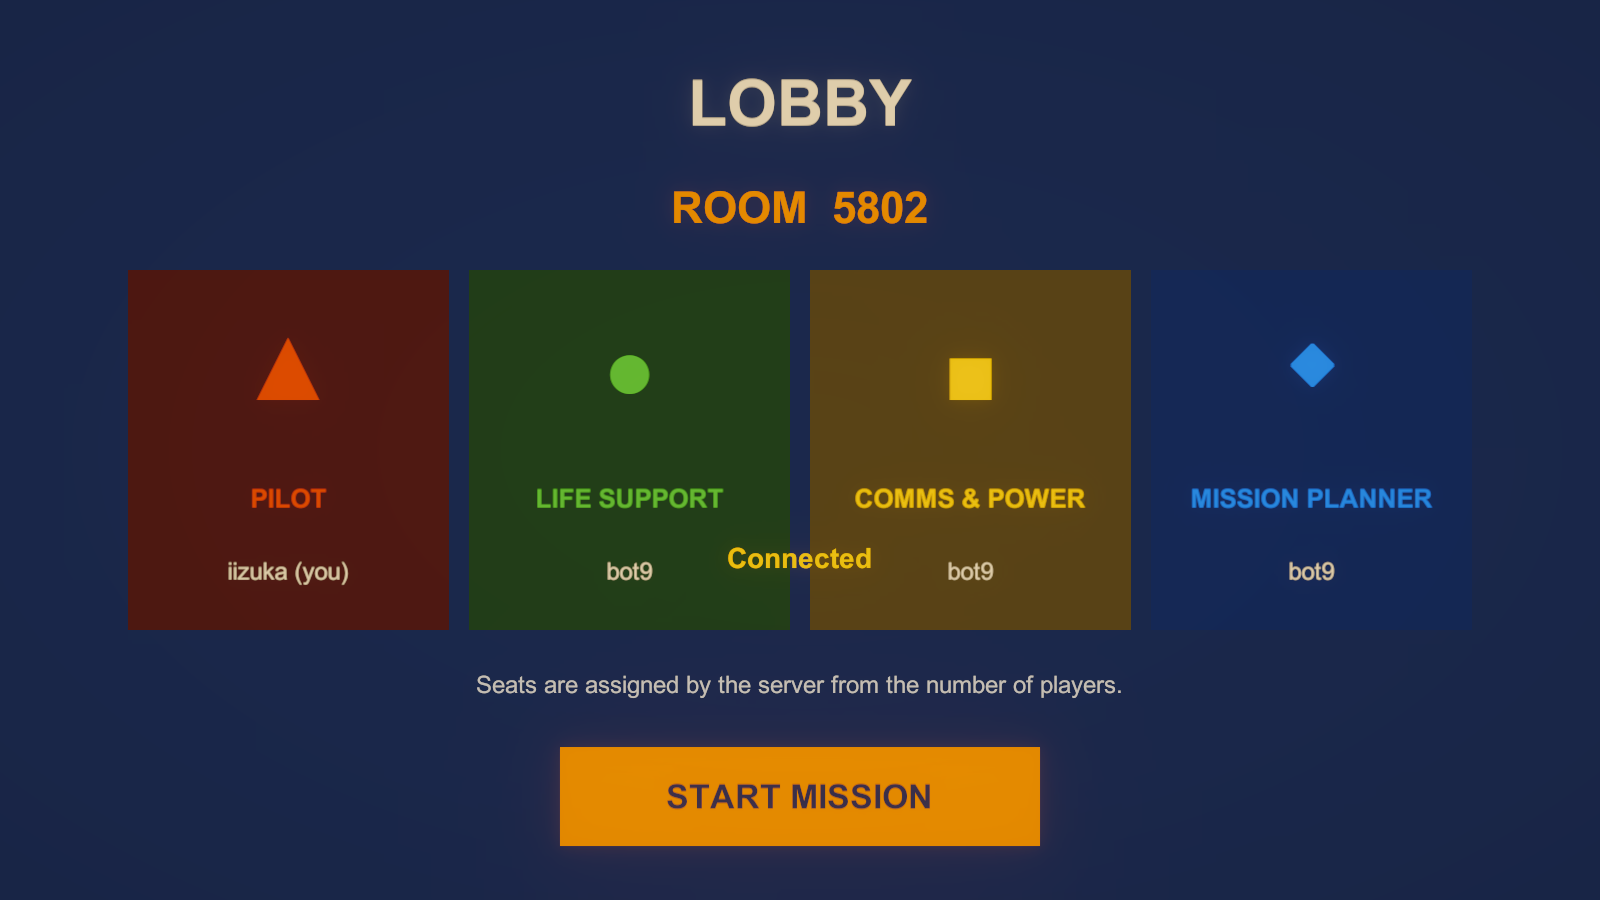 LOBBY
ROOM 5802
PILOT
iizuka (you)
LIFE SUPPORT
bot9
COMMS & POWER
bot9
MISSION PLANNER
bot9
Connected
Seats are assigned by the server from the number of players.
START MISSION